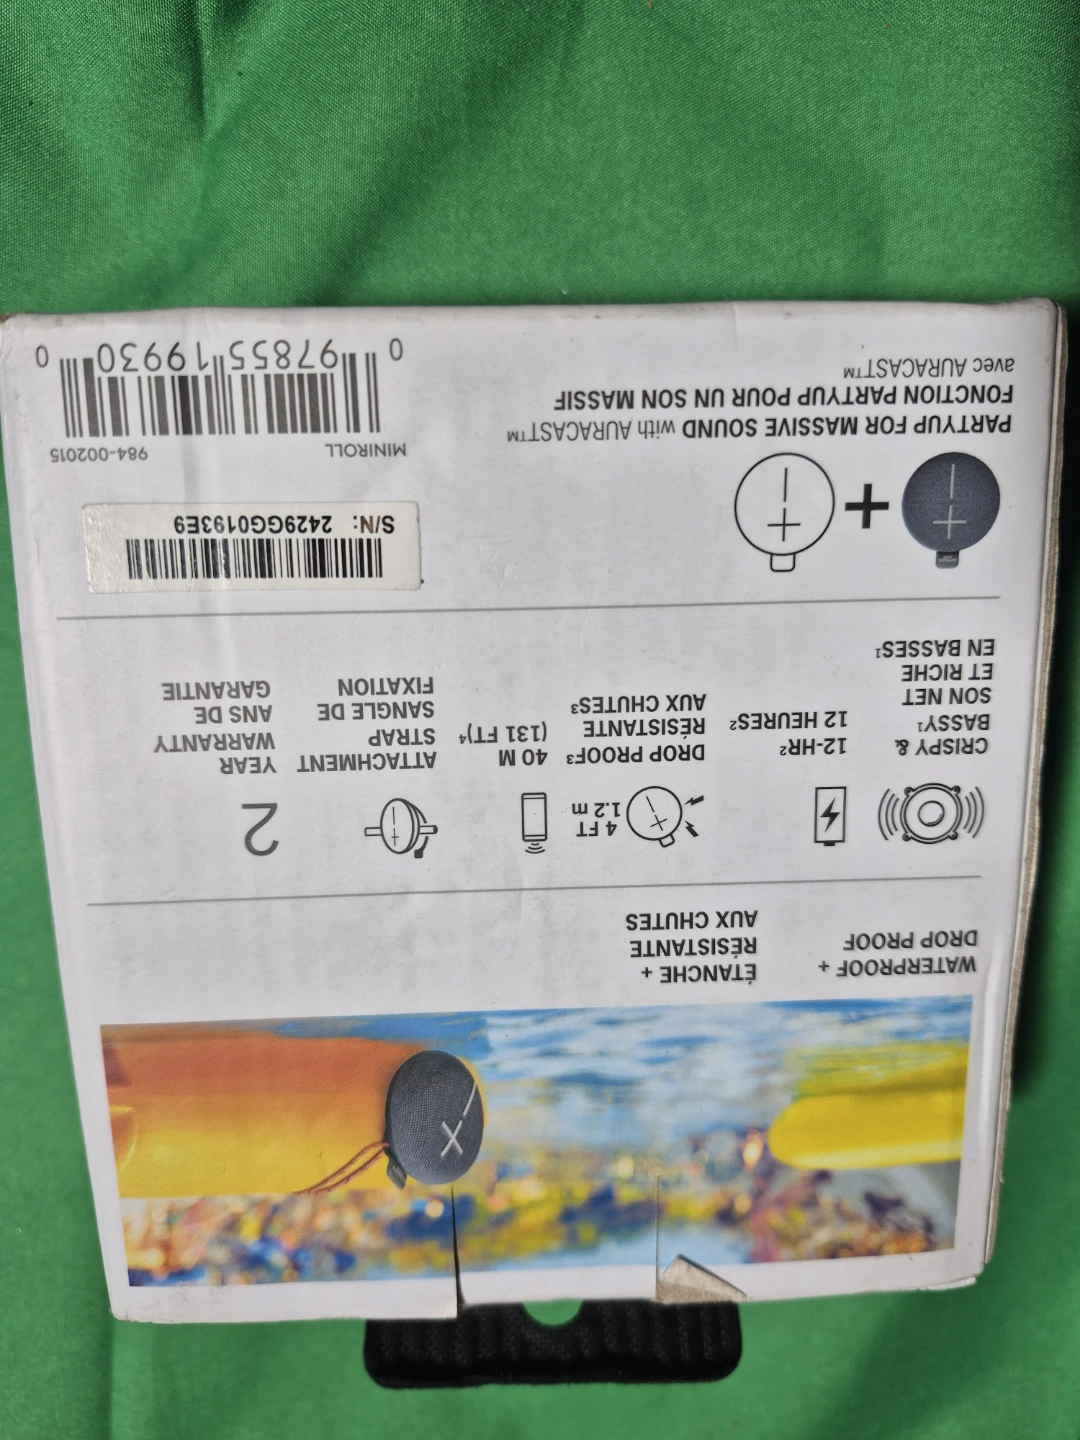 WATERPROOF +
DROP PROOF
ÉTANCHE +
RÉSISTANTE
AUX CHUTES
CRISPY &
BASSY¹
SON NET
ET RICHE
EN BASSES¹
12-HR²
12 HEURES²
4 FT
1.2 m
DROP PROOF³
RÉSISTANTE
AUX CHUTES³
40 M
(131 FT)⁴
ATTACHMENT
STRAP
SANGLE DE
FIXATION
2
YEAR
WARRANTY
ANS DE
GARANTIE
PARTYUP FOR MASSIVE SOUND with AURACAST™
FONCTION PARTYUP POUR UN SON MASSIF
avec AURACAST™
S/N: 2429GG0193E9
MINIROLL 984-002015
0 97855 19930 0